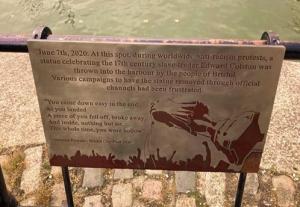 June 7th, 2020. At this spot, during worldwide anti-racism protests, a
statue celebrating the 17th century slave trader Edward Colston was
thrown into the harbour by the people of Bristol.
Various campaigns to have the statue removed through official
channels had been frustrated.
"You came down easy in the end
As you landed
A piece of you fell off, broke away
And inside, nothing but air
This whole time, you were hollow"